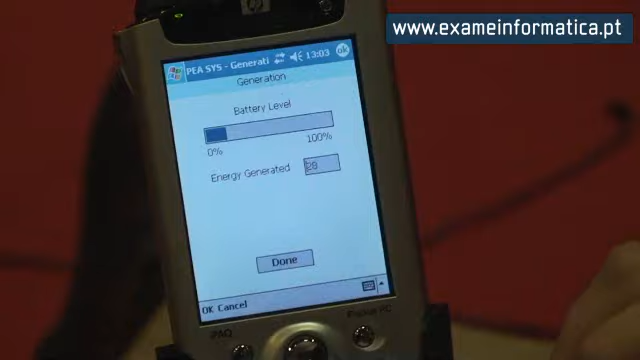 www.exameinformatica.pt
hp
PEA SYS - Generati 13:03 ok
Generation
Battery Level
0% 100%
Energy Generated 20
Done
OK Cancel
iPAQ Pocket PC